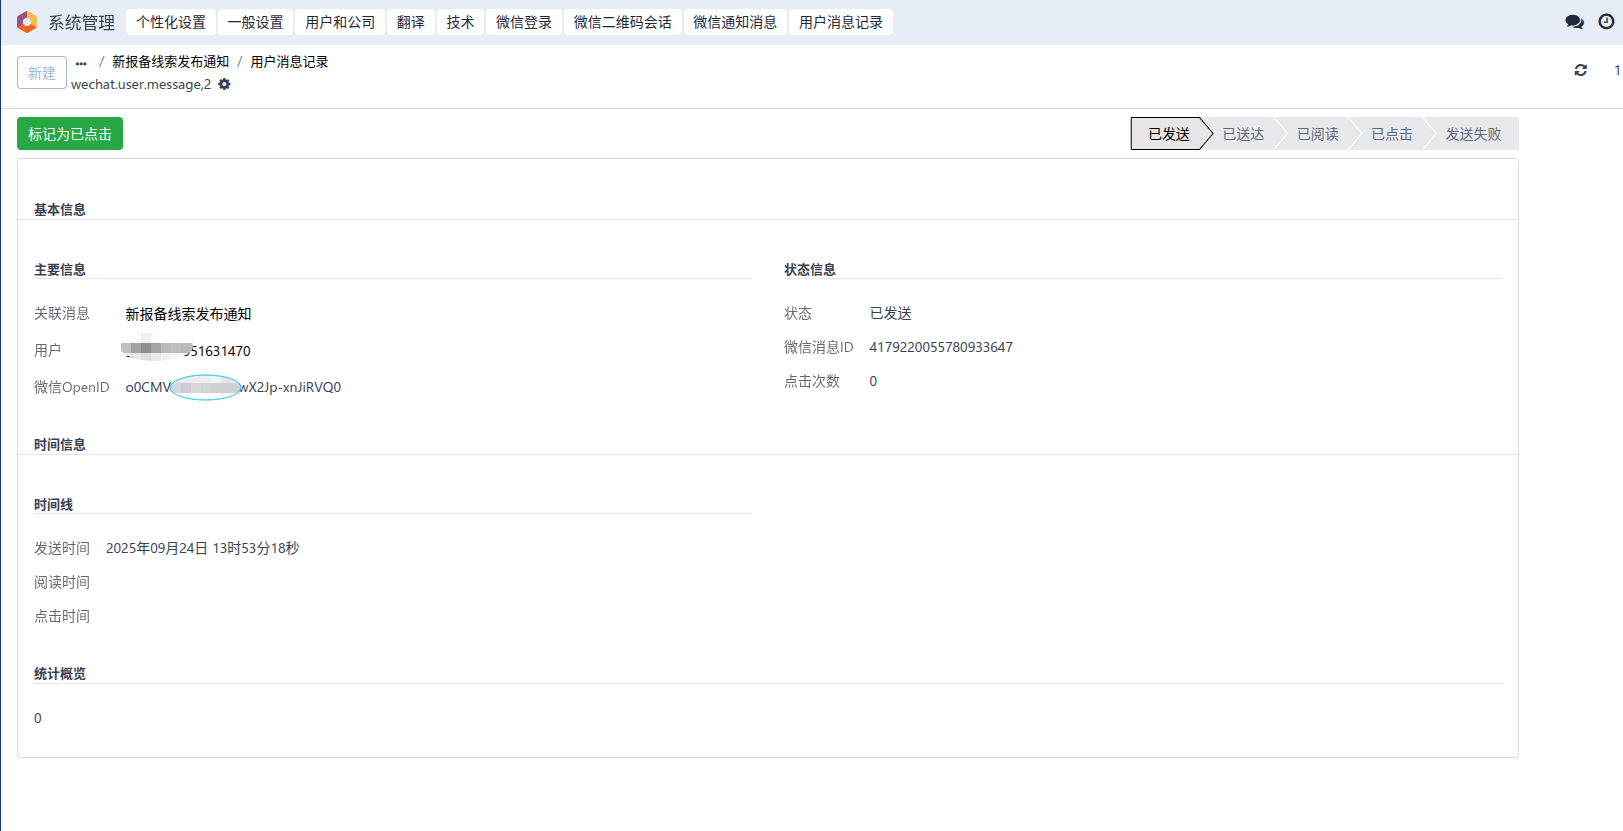 系统管理 个性化设置 一般设置 用户和公司 翻译 技术 微信登录 微信二维码会话 微信通知消息 用户消息记录
新建 ... / 新报备线索发布通知 / 用户消息记录
1
wechat.user.message,2
标记为已点击
已发送 已送达 已阅读 已点击 发送失败
基本信息
主要信息
关联消息 新报备线索发布通知
用户 951631470
微信OpenID o0CMV wX2Jp-xnJiRVQ0
状态信息
状态 已发送
微信消息ID 4179220055780933647
点击次数 0
时间信息
时间线
发送时间 2025年09月24日 13时53分18秒
阅读时间
点击时间
统计概览
0